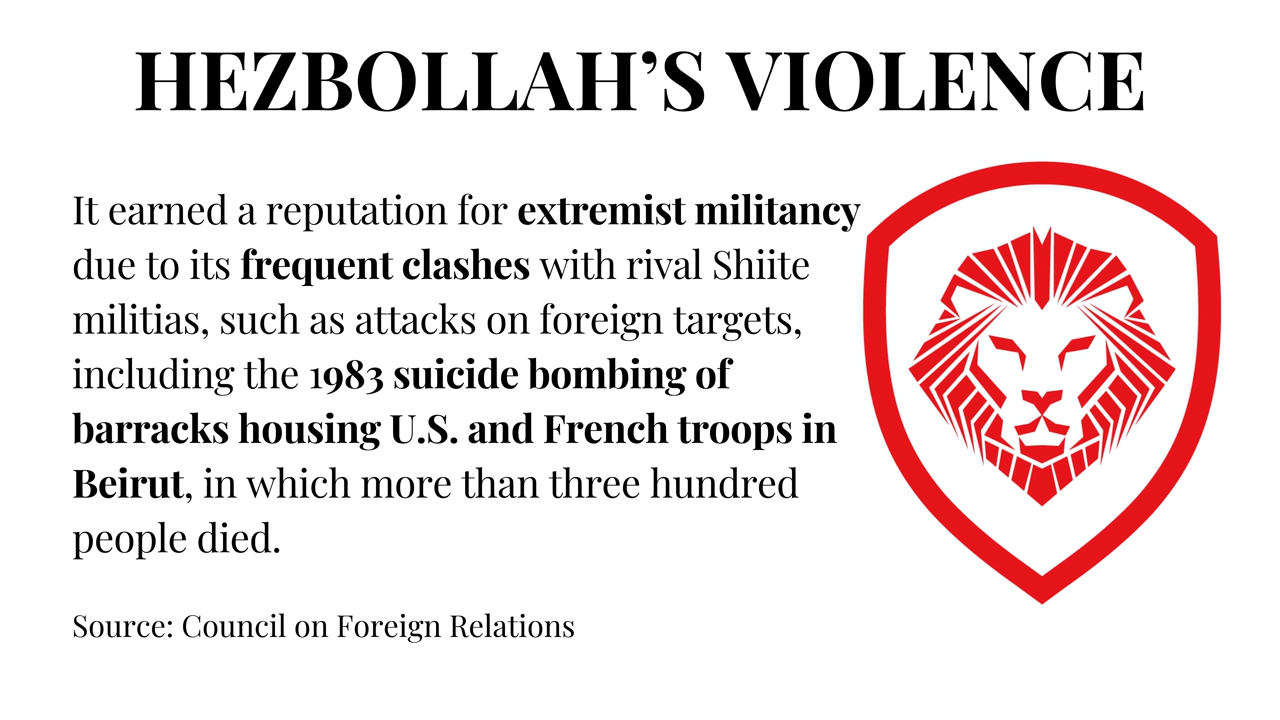 HEZBOLLAH’S VIOLENCE
It earned a reputation for extremist militancy
due to its frequent clashes with rival Shiite
militias, such as attacks on foreign targets,
including the 1983 suicide bombing of
barracks housing U.S. and French troops in
Beirut, in which more than three hundred
people died.
Source: Council on Foreign Relations